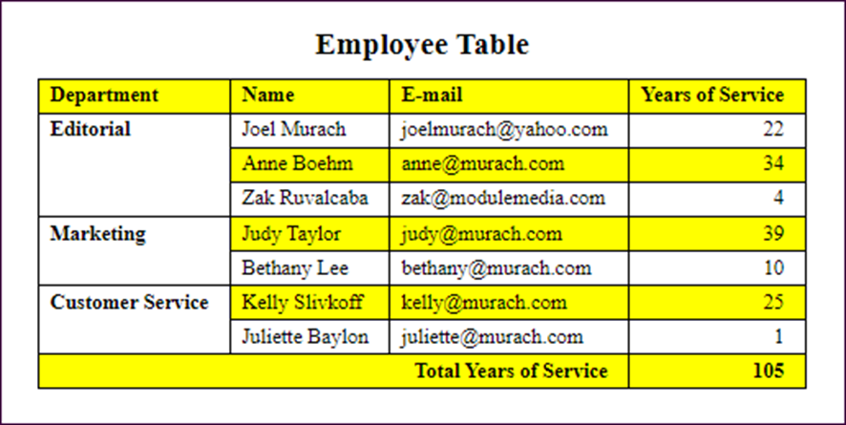 Employee Table
Department Name E-mail Years of Service
Editorial Joel Murach joelmurach@yahoo.com 22
Anne Boehm anne@murach.com 34
Zak Ruvalcaba zak@modulemedia.com 4
Marketing Judy Taylor judy@murach.com 39
Bethany Lee bethany@murach.com 10
Customer Service Kelly Slivkoff kelly@murach.com 25
Juliette Baylon juliette@murach.com 1
Total Years of Service 105